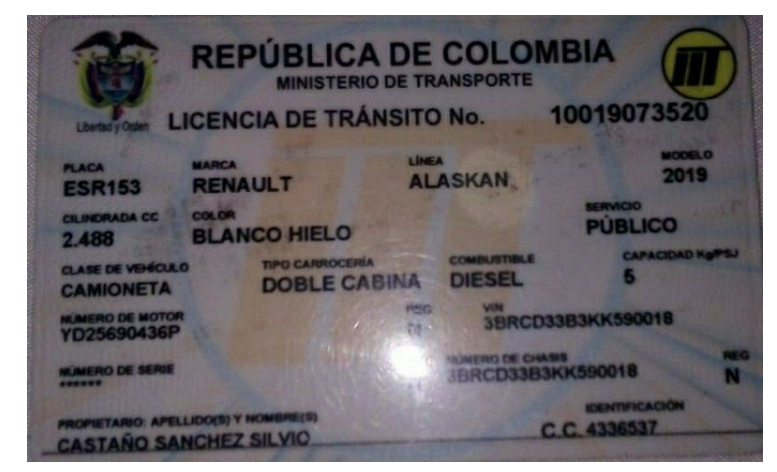 REPÚBLICA DE COLOMBIA
MINISTERIO DE TRANSPORTE
Libertad y Orden
LICENCIA DE TRÁNSITO No. 10019073520
PLACA MARCA LÍNEA MODELO
ESR153 RENAULT ALASKAN 2019
CILINDRADA CC COLOR SERVICIO
2.488 BLANCO HIELO PÚBLICO
CLASE DE VEHÍCULO TIPO CARROCERÍA COMBUSTIBLE CAPACIDAD Kg/PSJ
CAMIONETA DOBLE CABINA DIESEL 5
NÚMERO DE MOTOR REG VIN
YD25690436P N 3BRCD33B3KK590018
NÚMERO DE SERIE NÚMERO DE CHASIS REG
****** 3BRCD33B3KK590018 N
PROPIETARIO: APELLIDO(S) Y NOMBRE(S) IDENTIFICACIÓN
CASTAÑO SANCHEZ SILVIO C.C. 4336537